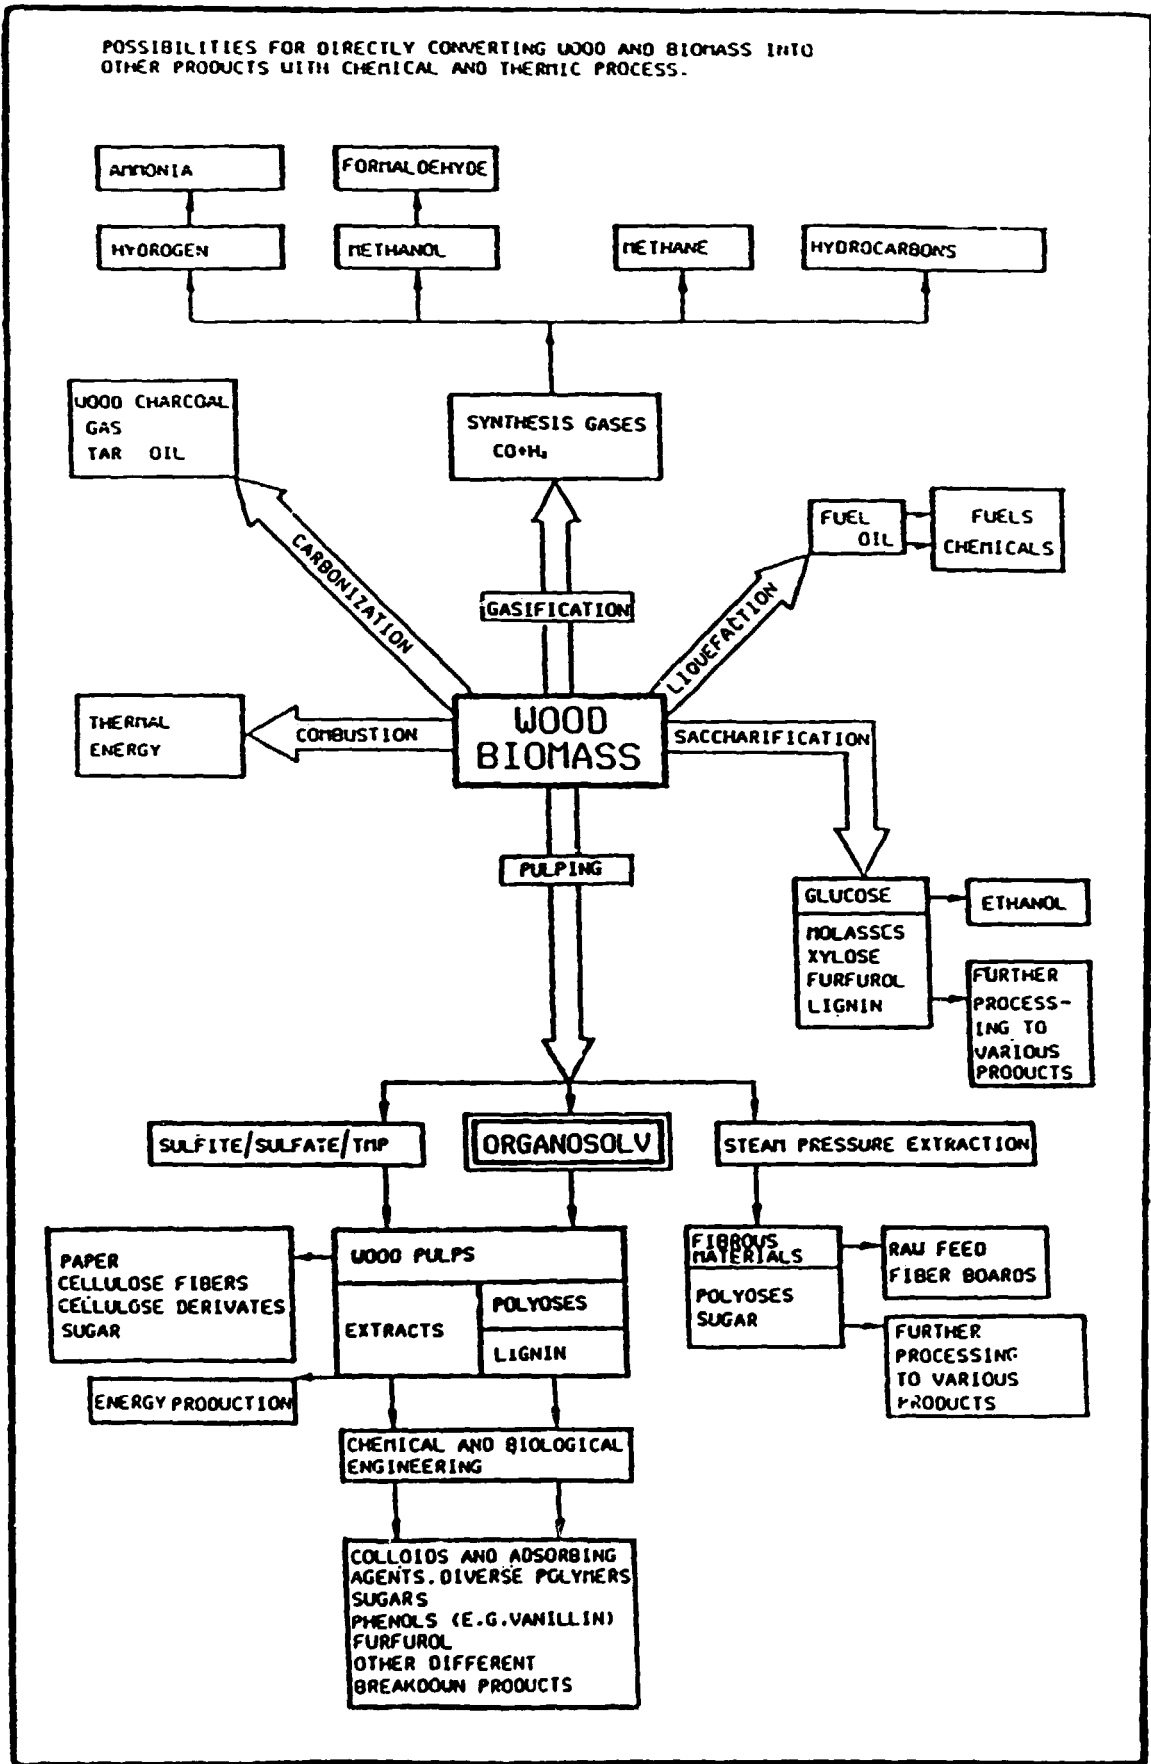 POSSIBILITIES FOR DIRECTLY CONVERTING WOOD AND BIOMASS INTO
OTHER PRODUCTS WITH CHEMICAL AND THERMIC PROCESS.
AMMONIA
FORMALDEHYDE
HYDROGEN
METHANOL
METHANE
HYDROCARBONS
WOOD CHARCOAL
GAS
TAR OIL
SYNTHESIS GASES
CO+H₂
FUEL
OIL
FUELS
CHEMICALS
CARBONIZATION
GASIFICATION
LIQUEFACTION
THERMAL
ENERGY
COMBUSTION
WOOD
BIOMASS
SACCHARIFICATION
PULPING
GLUCOSE
MOLASSES
XYLOSE
FURFUROL
LIGNIN
ETHANOL
FURTHER
PROCESS-
ING TO
VARIOUS
PRODUCTS
SULFITE/SULFATE/TMP
ORGANOSOLV
STEAM PRESSURE EXTRACTION
PAPER
CELLULOSE FIBERS
CELLULOSE DERIVATES
SUGAR
WOOD PULPS
EXTRACTS
POLYOSES
LIGNIN
FIBROUS
MATERIALS
POLYOSES
SUGAR
RAW FEED
FIBER BOARDS
FURTHER
PROCESSING
TO VARIOUS
PRODUCTS
ENERGY PRODUCTION
CHEMICAL AND BIOLOGICAL
ENGINEERING
COLLOIDS AND ADSORBING
AGENTS. DIVERSE POLYMERS
SUGARS
PHENOLS (E.G.VANILLIN)
FURFUROL
OTHER DIFFERENT
BREAKDOWN PRODUCTS